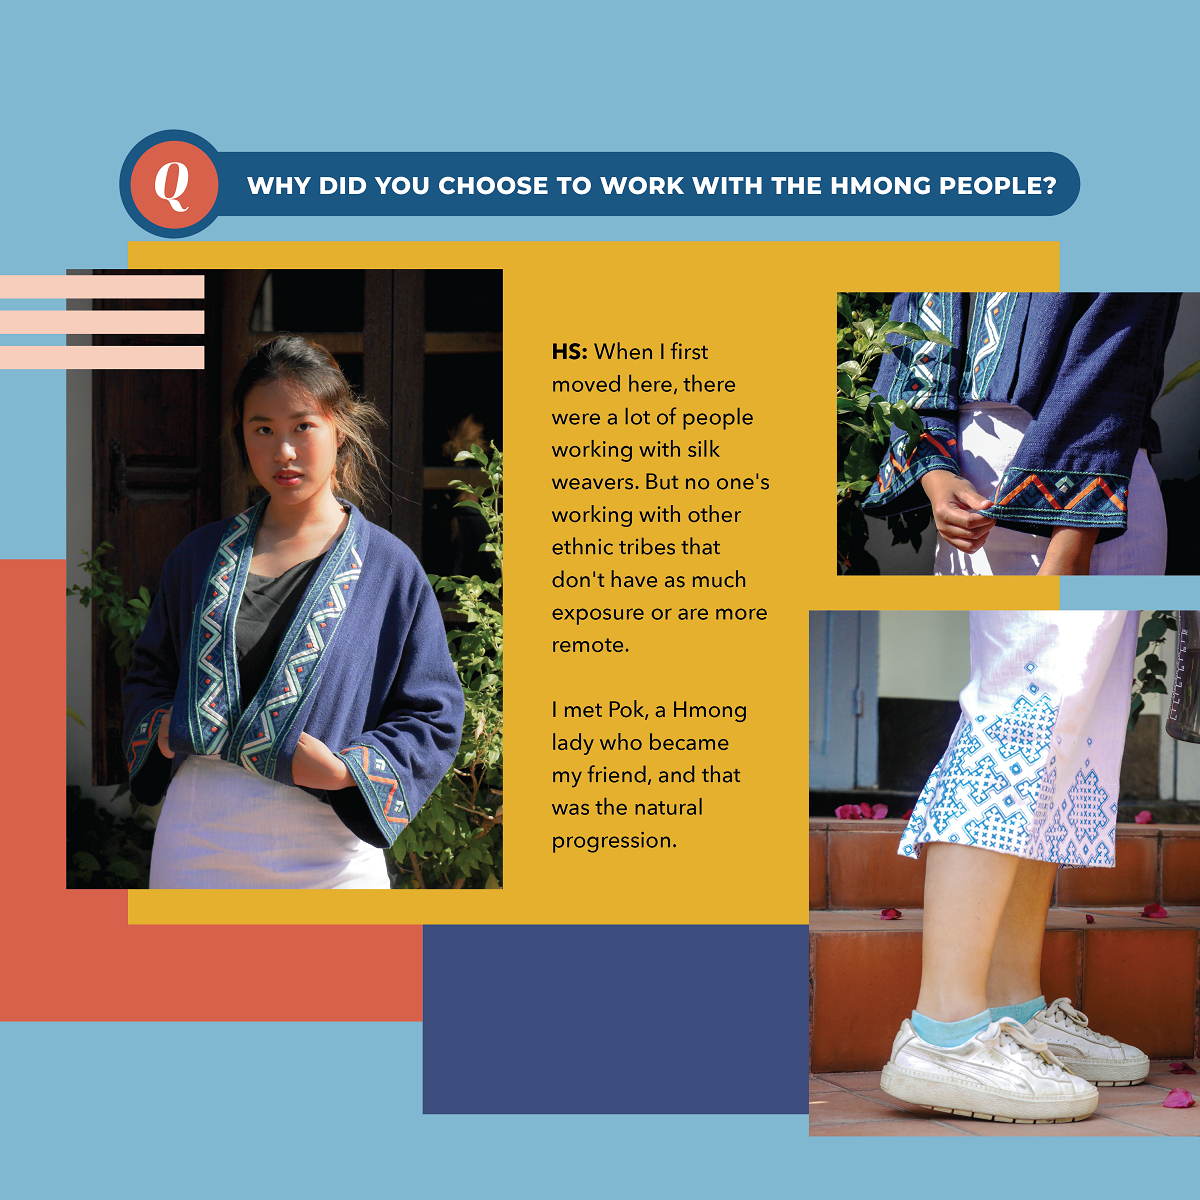 Q
WHY DID YOU CHOOSE TO WORK WITH THE HMONG PEOPLE?
HS: When I first
moved here, there
were a lot of people
working with silk
weavers. But no one's
working with other
ethnic tribes that
don't have as much
exposure or are more
remote.
I met Pok, a Hmong
lady who became
my friend, and that
was the natural
progression.